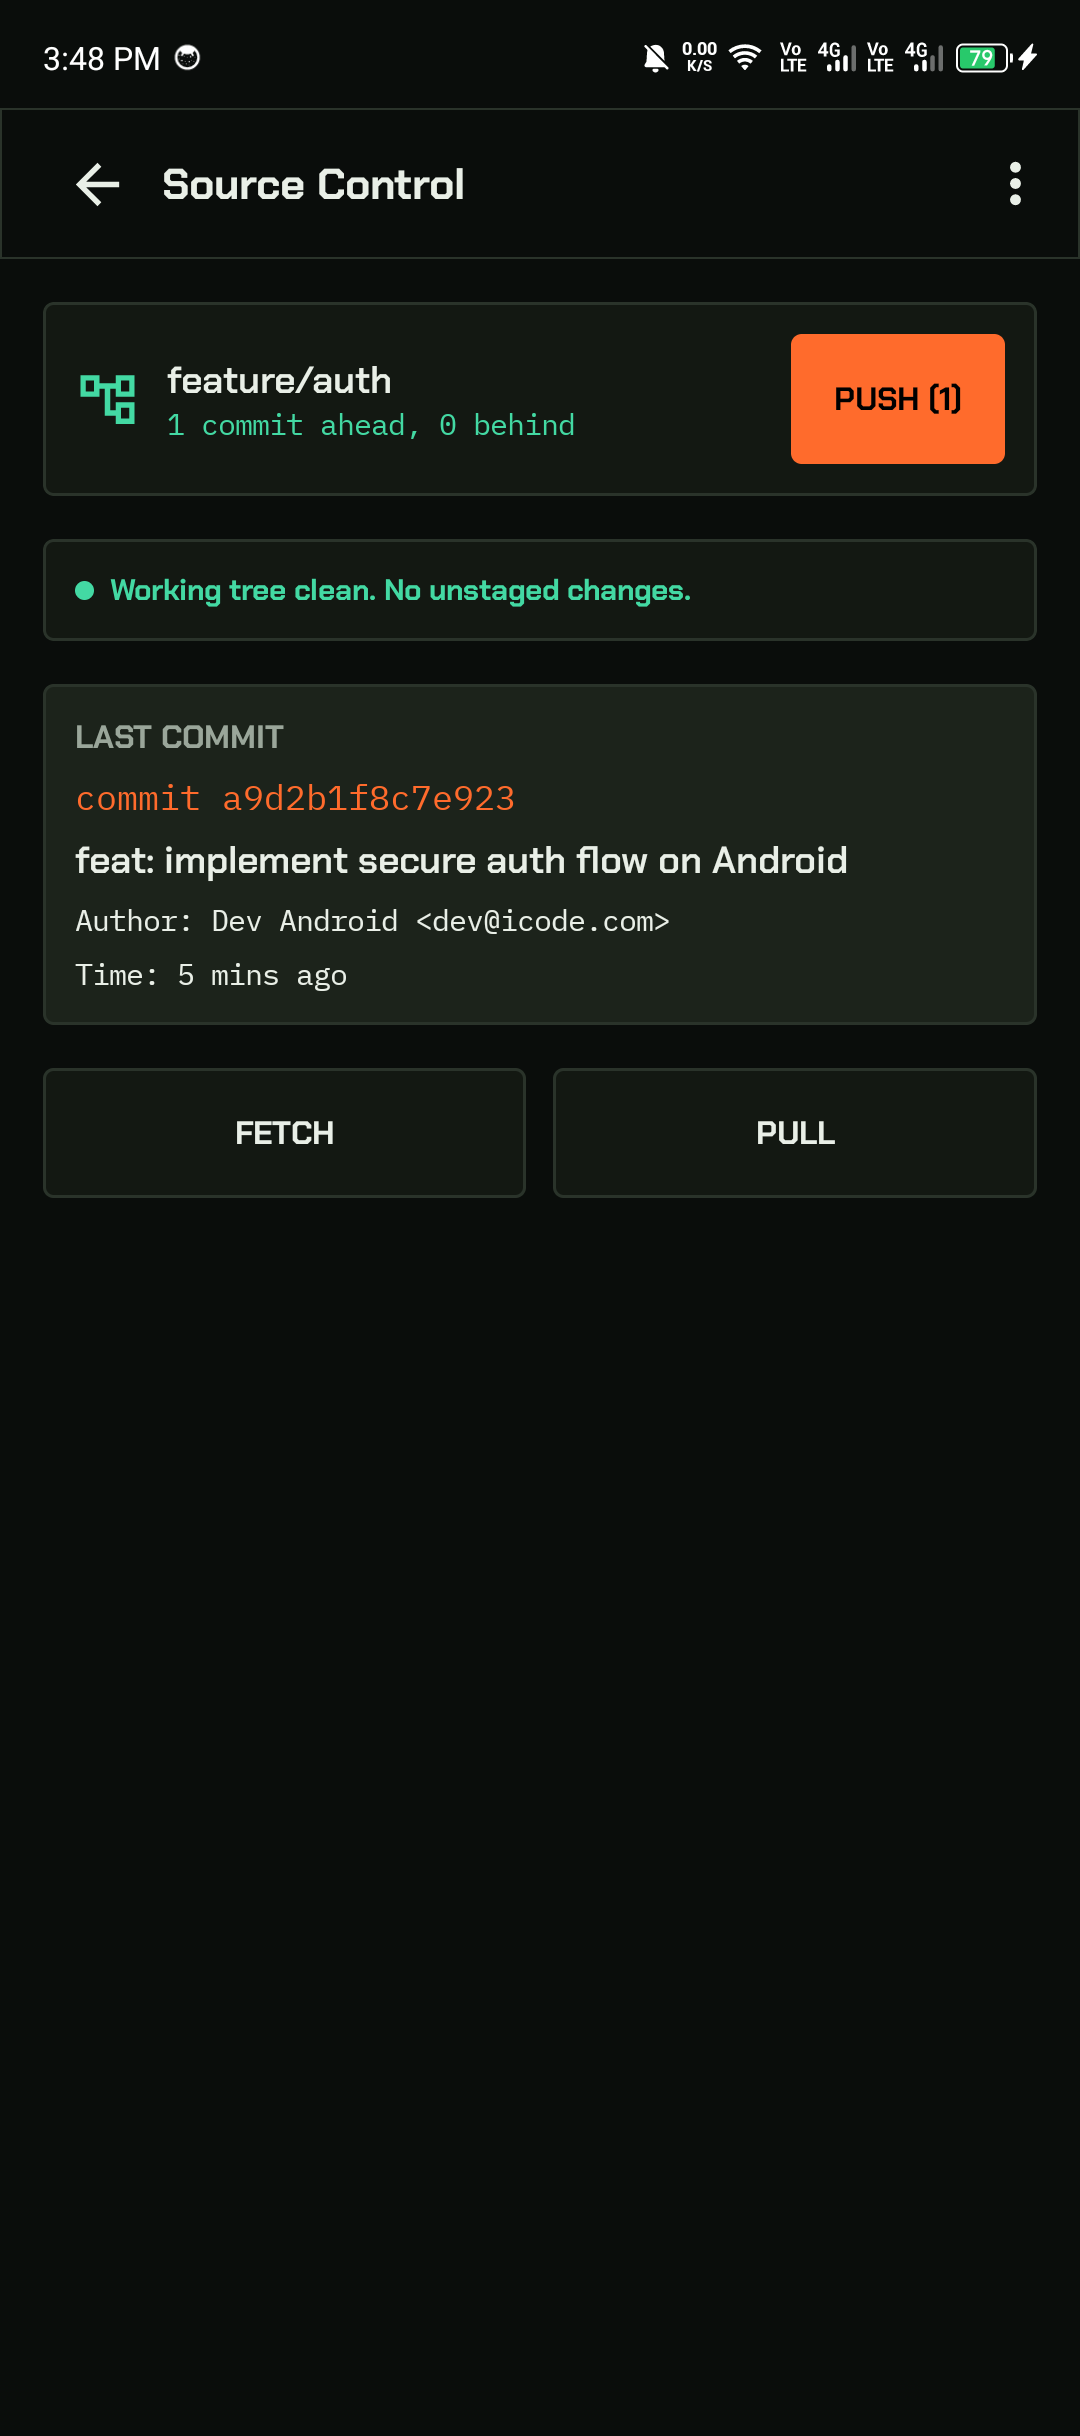 3:48 PM
0.00 K/S
Vo LTE 4G
Vo LTE 4G
79
Source Control
feature/auth
1 commit ahead, 0 behind
PUSH (1)
Working tree clean. No unstaged changes.
LAST COMMIT
commit a9d2b1f8c7e923
feat: implement secure auth flow on Android
Author: Dev Android <dev@icode.com>
Time: 5 mins ago
FETCH
PULL